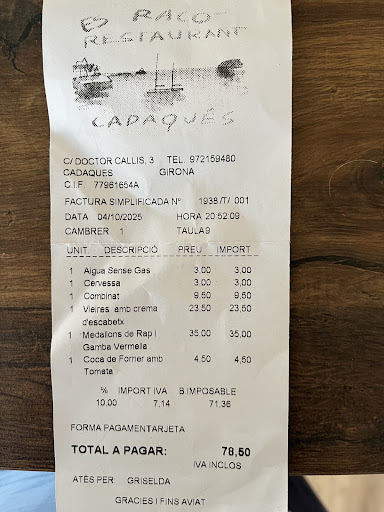 ES RACO
RESTAURANT
CADAQUÉS
C/ DOCTOR CALLIS, 3 TEL. 972159480
CADAQUES GIRONA
C.I.F. 77961654A
FACTURA SIMPLIFICADA Nº 1938 /T/ 001
DATA 04/10/2025 HORA 20:52:09
CAMBRER 1 TAULA9
UNIT DESCRIPCIÓ PREU IMPORT
1 Aigua Sense Gas 3,00 3,00
1 Cervessa 3,00 3,00
1 Combinat 9,50 9,50
1 Vieires amb crema 23,50 23,50
d'escabetx
1 Medallons de Rap i 35,00 35,00
Gamba Vermella
1 Coca de Forner amb 4,50 4,50
Tomata
% IMPORT IVA B.IMPOSABLE
10,00 7,14 71,36
FORMA PAGAMENTARJETA
TOTAL A PAGAR: 78,50
IVA INCLOS
ATÈS PER GRISELDA
GRACIES I FINS AVIAT